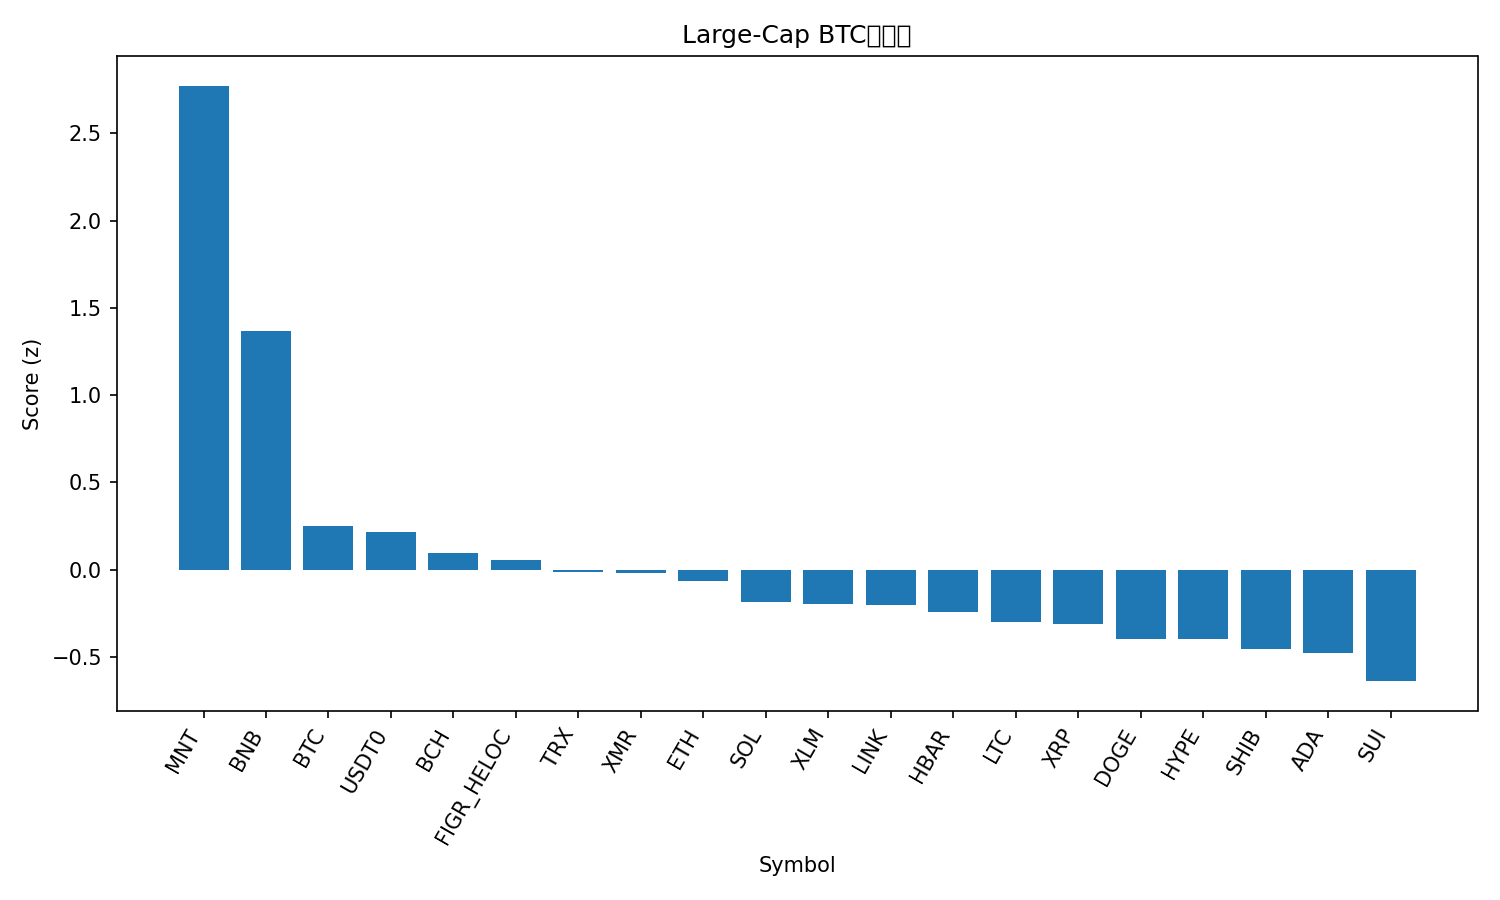 Large-Cap BTC
Score (z)
2.5
2.0
1.5
1.0
0.5
0.0
−0.5
MNT
BNB
BTC
USDT0
BCH
FIGR_HELOC
TRX
XMR
ETH
SOL
XLM
LINK
HBAR
LTC
XRP
DOGE
HYPE
SHIB
ADA
SUI
Symbol